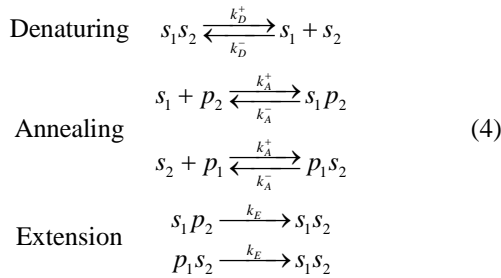 Denaturing s₁s₂ ⇌ s₁ + s₂ (k_D⁺, k_D⁻)
s₁ + p₂ ⇌ s₁p₂ (k_A⁺, k_A⁻)
Annealing (4)
s₂ + p₁ ⇌ p₁s₂ (k_A⁺, k_A⁻)
s₁p₂ → s₁s₂ (k_E)
Extension
p₁s₂ → s₁s₂ (k_E)